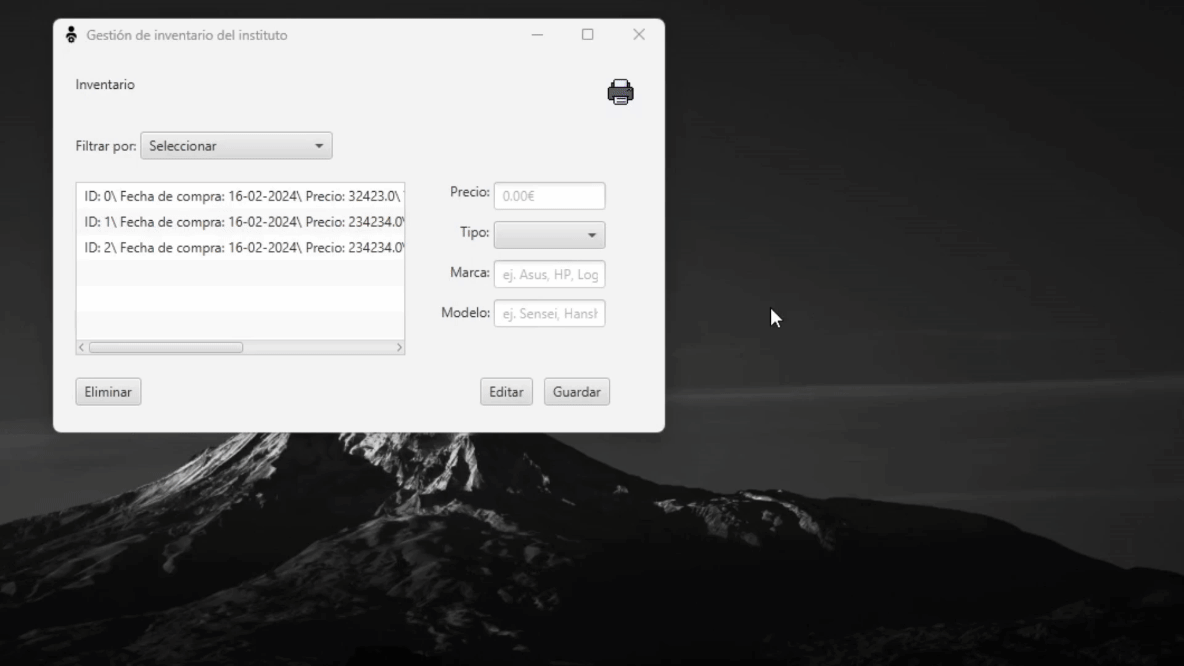 Gestión de inventario del instituto
Inventario
Filtrar por: Seleccionar
ID: 0\ Fecha de compra: 16-02-2024\ Precio: 32423.0\
ID: 1\ Fecha de compra: 16-02-2024\ Precio: 234234.0\
ID: 2\ Fecha de compra: 16-02-2024\ Precio: 234234.0\
Precio: 0.00€
Tipo:
Marca: ej. Asus, HP, Log
Modelo: ej. Sensei, Hansh
Eliminar
Editar Guardar